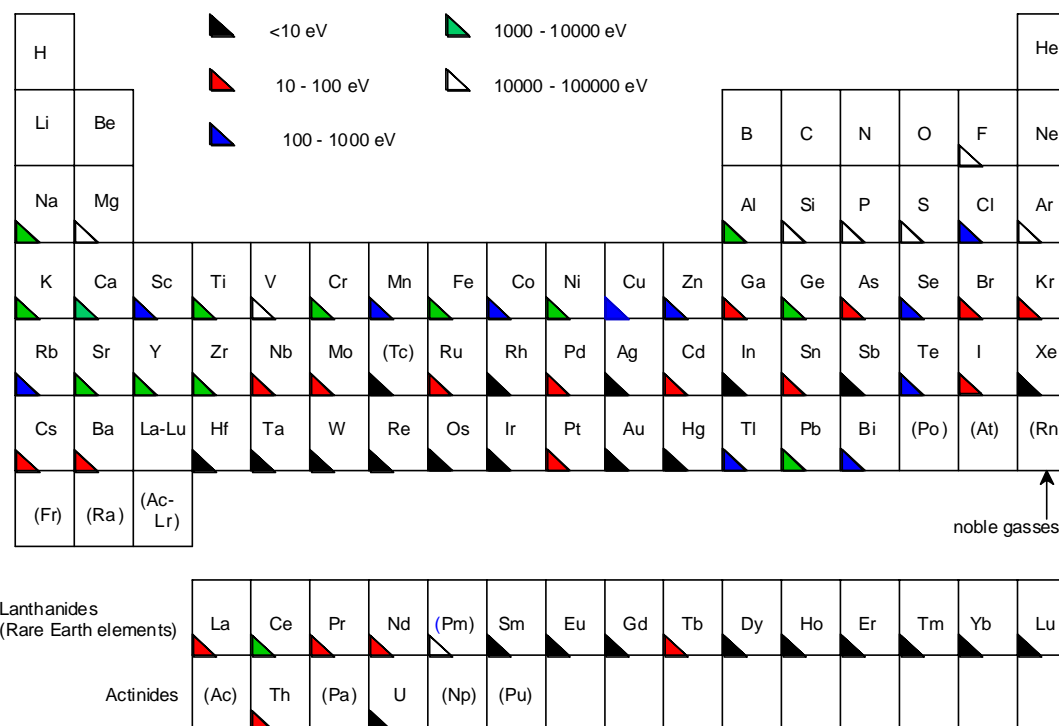 <10 eV 1000 - 10000 eV
H He
10 - 100 eV 10000 - 100000 eV
Li Be B C N O F Ne
100 - 1000 eV
Na Mg Al Si P S Cl Ar
K Ca Sc Ti V Cr Mn Fe Co Ni Cu Zn Ga Ge As Se Br Kr
Rb Sr Y Zr Nb Mo (Tc) Ru Rh Pd Ag Cd In Sn Sb Te I Xe
Cs Ba La-Lu Hf Ta W Re Os Ir Pt Au Hg Tl Pb Bi (Po) (At) (Rn
(Fr) (Ra) (Ac-
Lr)
noble gasses
Lanthanides
(Rare Earth elements) La Ce Pr Nd (Pm) Sm Eu Gd Tb Dy Ho Er Tm Yb Lu
Actinides (Ac) Th (Pa) U (Np) (Pu)